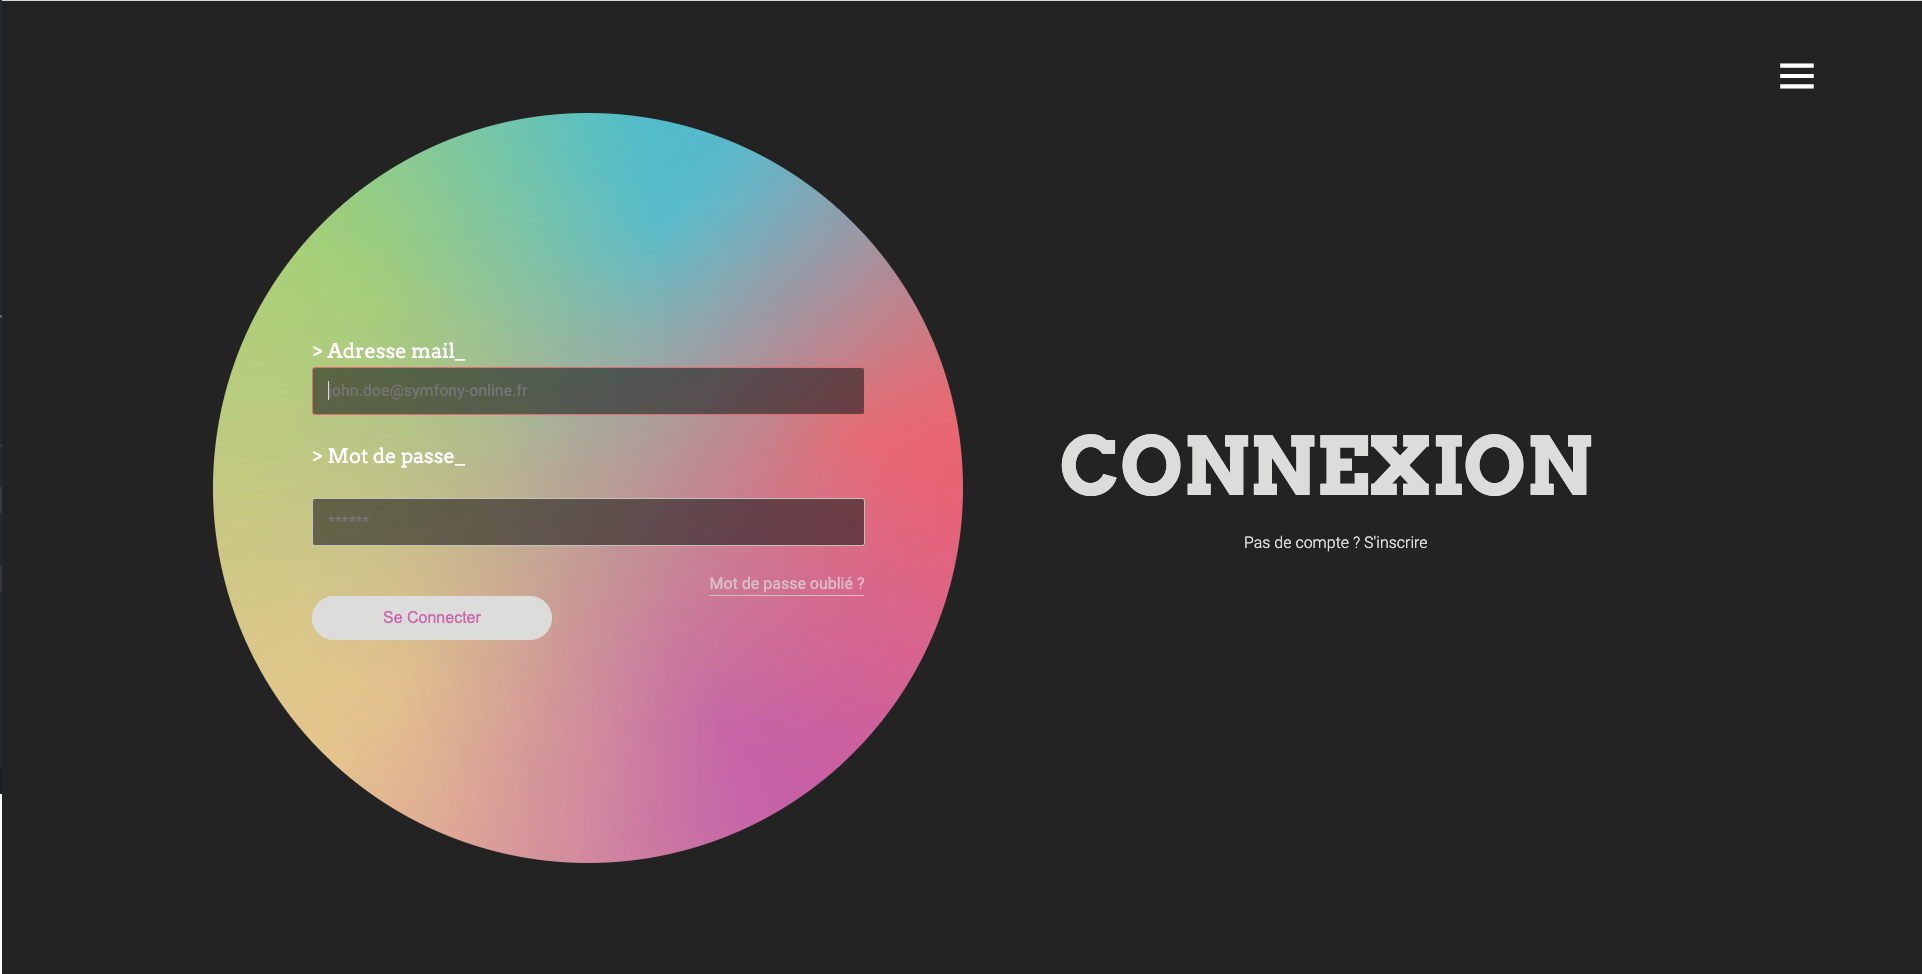 > Adresse mail_
john.doe@symfony-online.fr
> Mot de passe_
******
Mot de passe oublié ?
Se Connecter
CONNEXION
Pas de compte ? S'inscrire